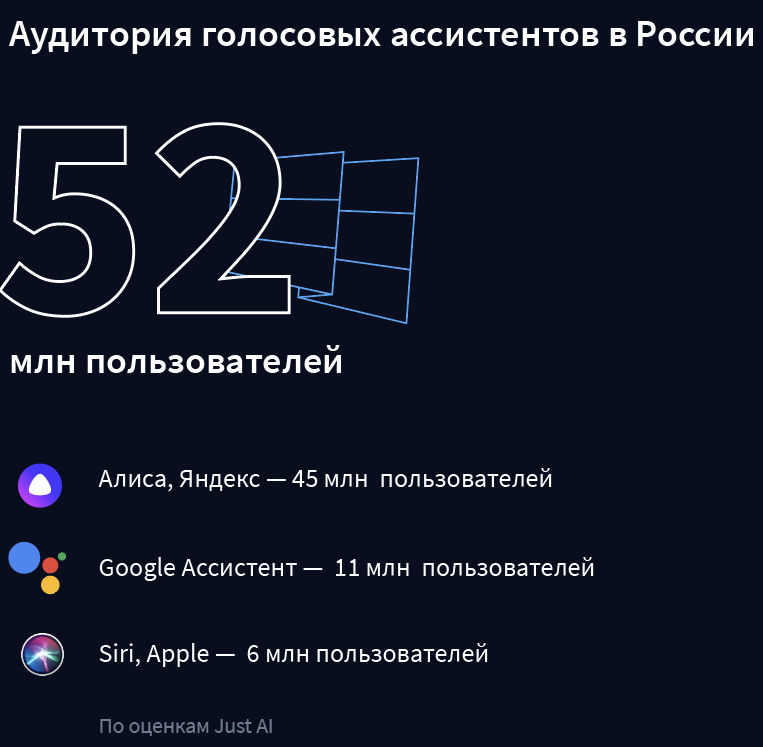 Аудитория голосовых ассистентов в России
52
млн пользователей
Алиса, Яндекс — 45 млн пользователей
Google Ассистент — 11 млн пользователей
Siri, Apple — 6 млн пользователей
По оценкам Just AI